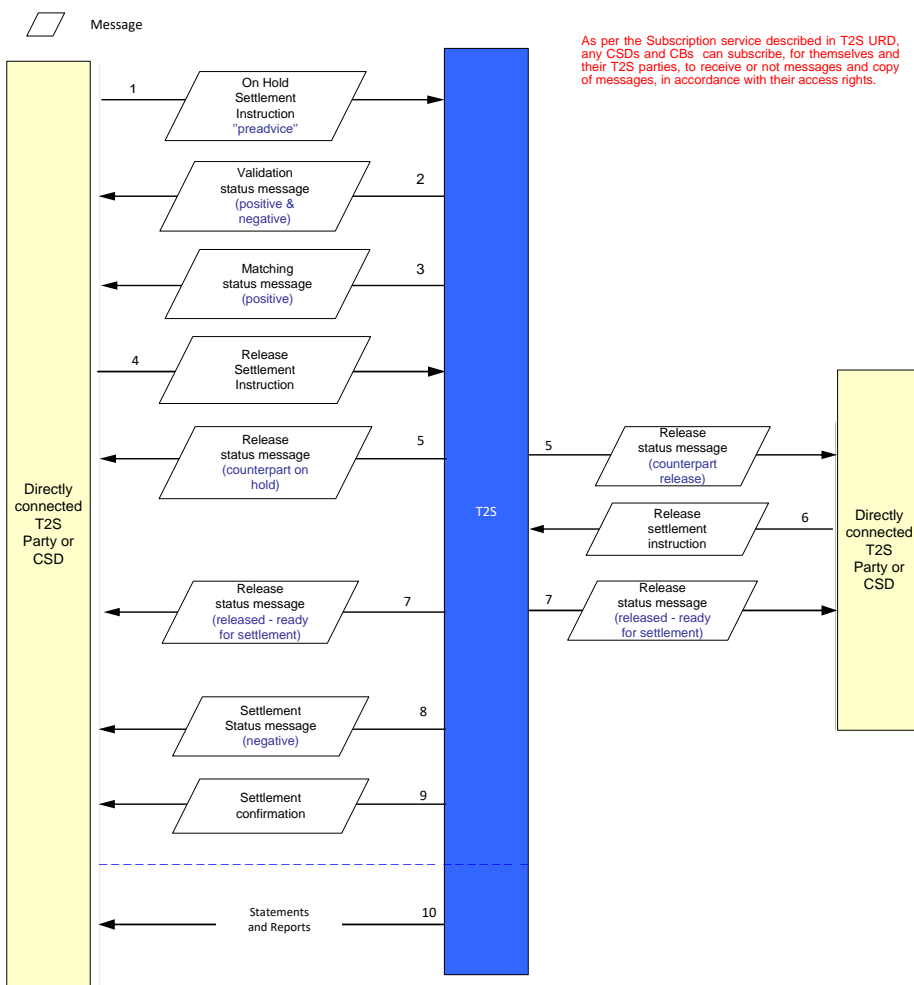 Message
As per the Subscription service described in T2S URD,
any CSDs and CBs can subscribe, for themselves and
their T2S parties, to receive or not messages and copy
of messages, in accordance with their access rights.
1
On Hold
Settlement
Instruction
"preadvice"
Validation
status message
(positive &
negative)
2
Matching
status message
(positive)
3
4
Release
Settlement
Instruction
Release
status message
(counterpart on
hold)
5
5
Release
status message
(counterpart
release)
Directly
connected
T2S
Party or
CSD
T2S
Release
settlement
instruction
6
Directly
connected
T2S
Party or
CSD
Release
status message
(released - ready
for settlement)
7
7
Release
status message
(released - ready
for settlement)
Settlement
Status message
(negative)
8
Settlement
confirmation
9
Statements
and Reports
10